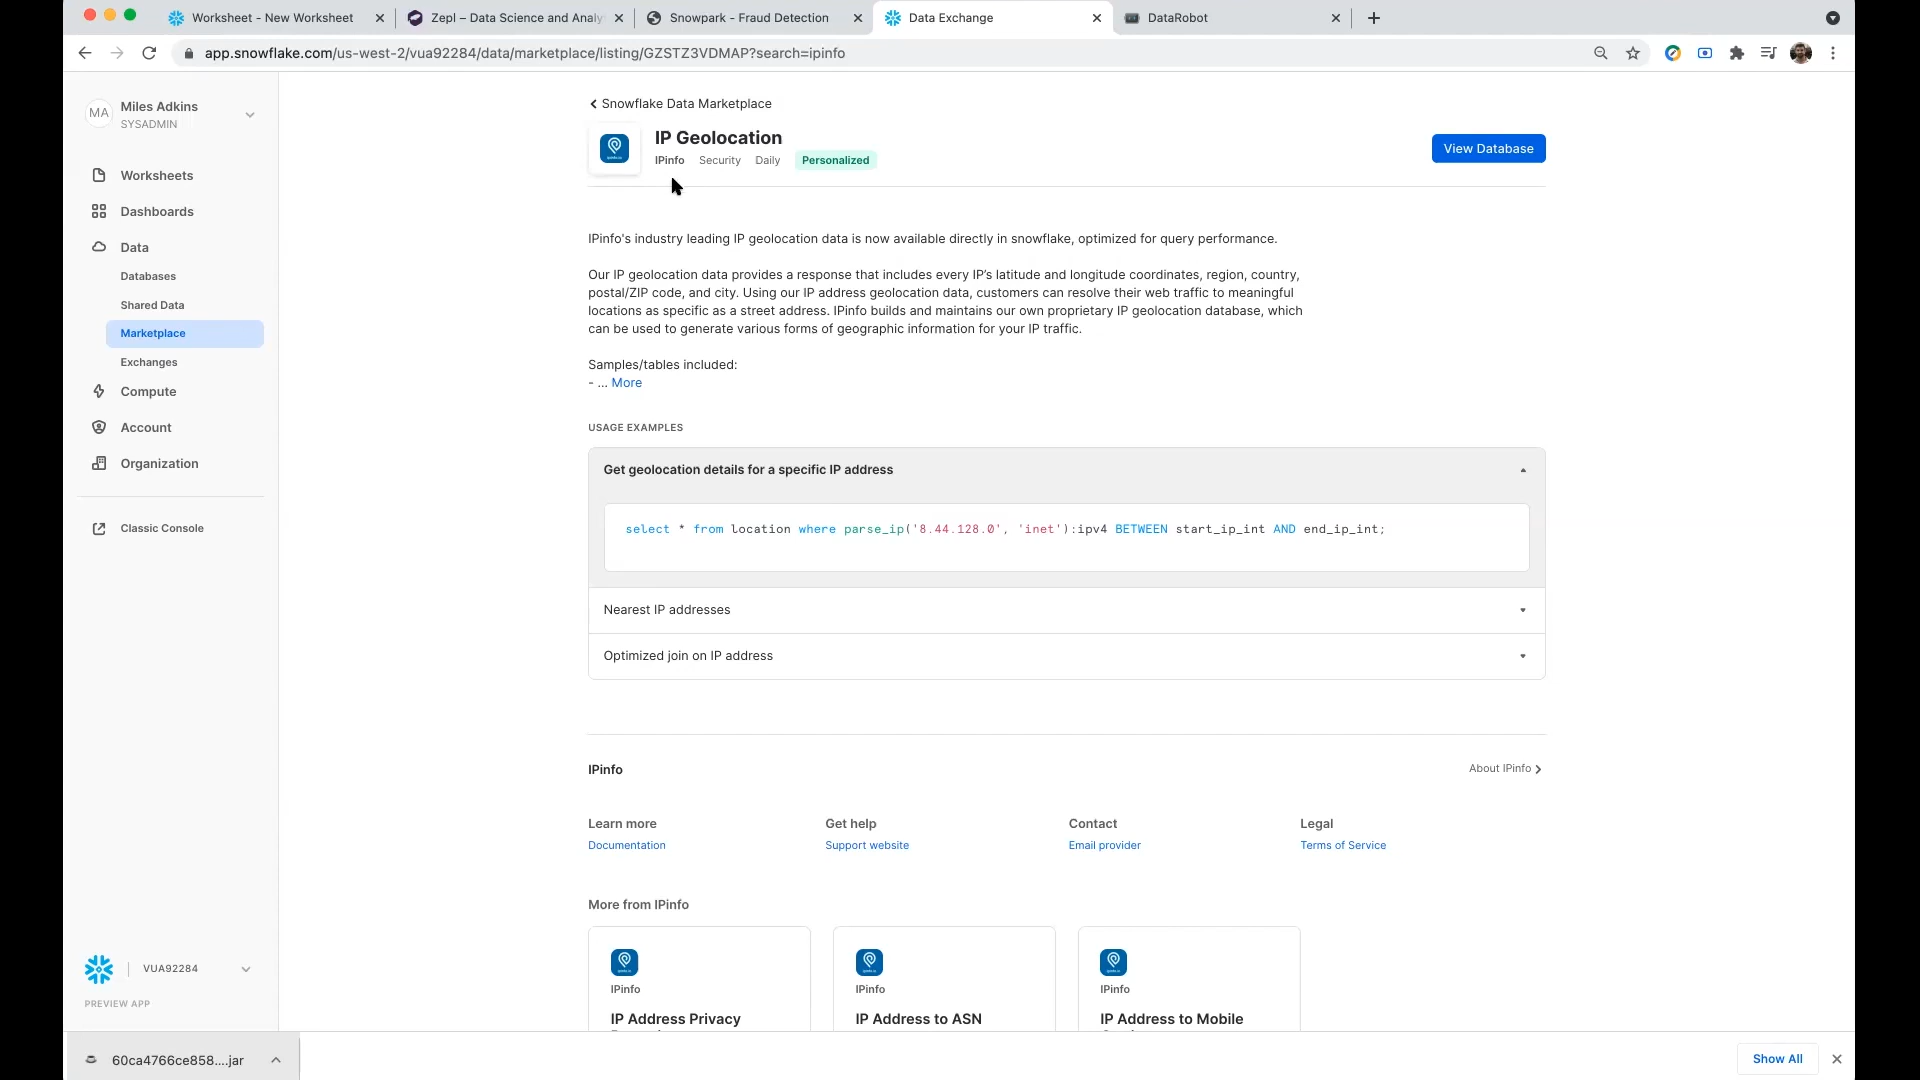 Worksheet - New Worksheet
Zepl – Data Science and Analy
Snowpark - Fraud Detection
Data Exchange
DataRobot
app.snowflake.com/us-west-2/vua92284/data/marketplace/listing/GZSTZ3VDMAP?search=ipinfo
MA
Miles Adkins
SYSADMIN
Worksheets
Dashboards
Data
Databases
Shared Data
Marketplace
Exchanges
Compute
Account
Organization
Classic Console
VUA92284
PREVIEW APP
Snowflake Data Marketplace
IP Geolocation
IPinfo Security Daily Personalized
View Database
IPinfo's industry leading IP geolocation data is now available directly in snowflake, optimized for query performance.
Our IP geolocation data provides a response that includes every IP's latitude and longitude coordinates, region, country,
postal/ZIP code, and city. Using our IP address geolocation data, customers can resolve their web traffic to meaningful
locations as specific as a street address. IPinfo builds and maintains our own proprietary IP geolocation database, which
can be used to generate various forms of geographic information for your IP traffic.
Samples/tables included:
- ... More
USAGE EXAMPLES
Get geolocation details for a specific IP address
select * from location where parse_ip('8.44.128.0', 'inet'):ipv4 BETWEEN start_ip_int AND end_ip_int;
Nearest IP addresses
Optimized join on IP address
IPinfo
About IPinfo
Learn more
Documentation
Get help
Support website
Contact
Email provider
Legal
Terms of Service
More from IPinfo
IPinfo
IP Address Privacy
IPinfo
IP Address to ASN
IPinfo
IP Address to Mobile
60ca4766ce858....jar
Show All